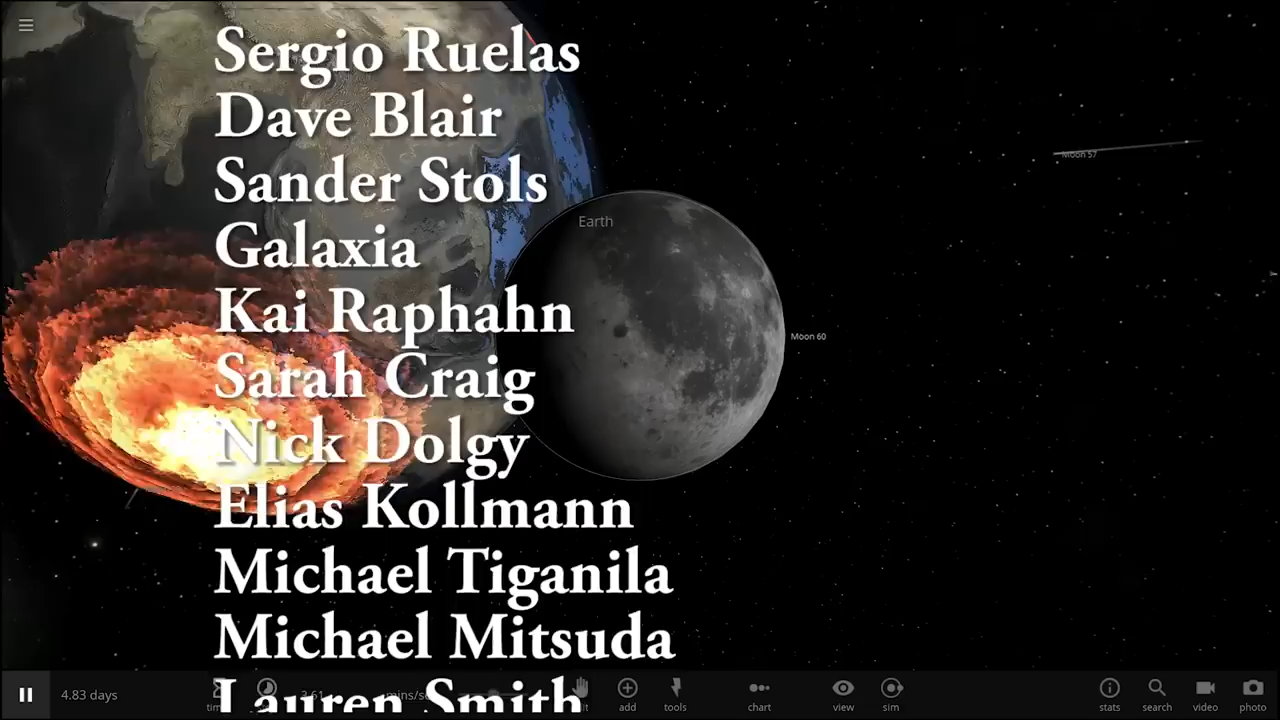 Sergio Ruelas
Dave Blair
Sander Stols
Galaxia
Kai Raphahn
Sarah Craig
Nick Dolgy
Elias Kollmann
Michael Tiganila
Michael Mitsuda
Lauren Smith
Earth
Moon 57
Moon 60
4.83 days
3.61
add
tools
chart
view
sim
stats
search
video
photo